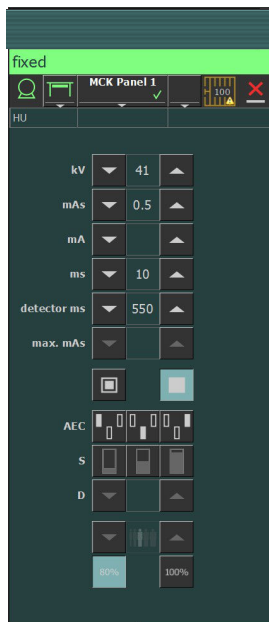 fixed
MCK Panel 1
100
HU
kV 41
mAs 0.5
mA
ms 10
detector ms 550
max. mAs
AEC
S
D
80% 100%